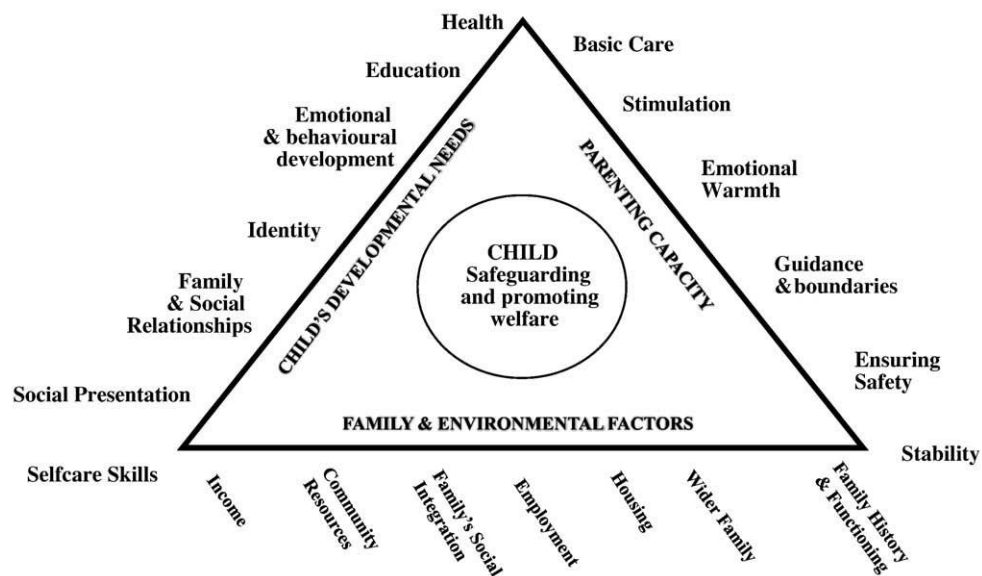 Health
Education
Emotional
& behavioural
development
Identity
Family
& Social
Relationships
Social Presentation
Selfcare Skills
CHILD'S DEVELOPMENTAL NEEDS
Basic Care
Stimulation
Emotional
Warmth
Guidance
&boundaries
Ensuring
Safety
Stability
PARENTING CAPACITY
CHILD
Safeguarding
and promoting
welfare
FAMILY & ENVIRONMENTAL FACTORS
Income
Community
Resources
Family's Social
Integration
Employment
Housing
Wider Family
Family History
& Functioning